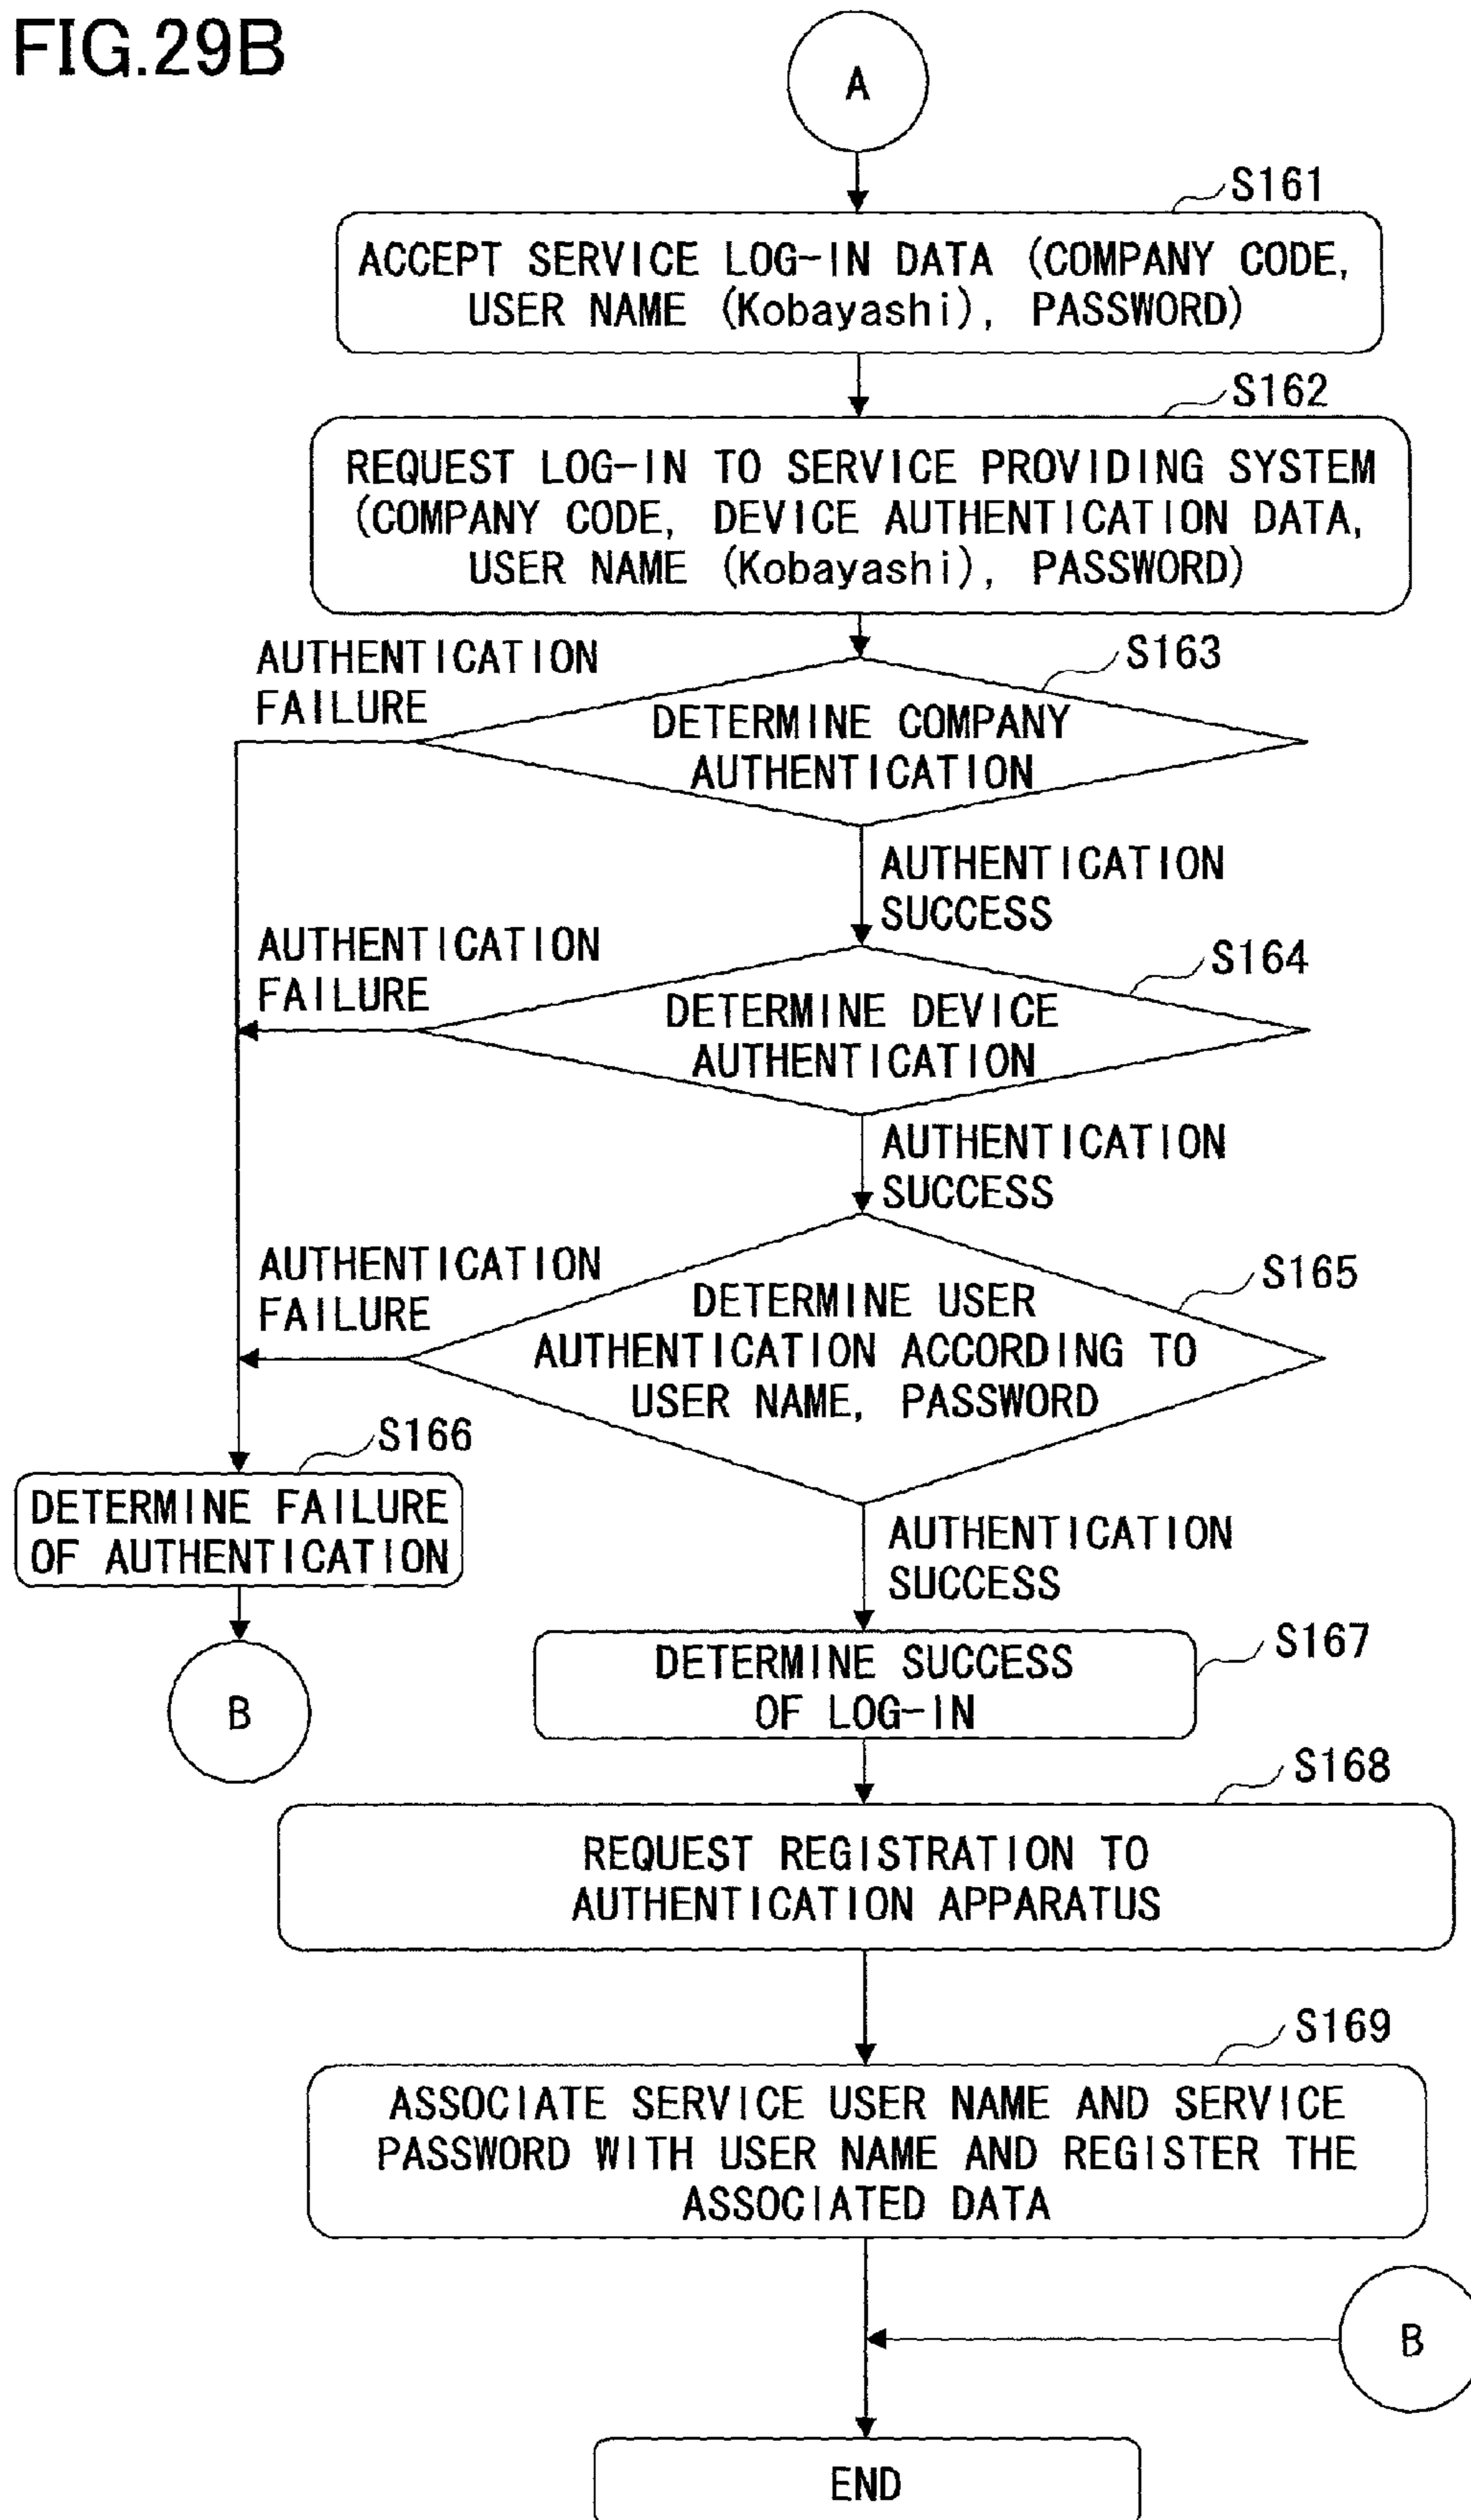 FIG.29B
A
S161
ACCEPT SERVICE LOG-IN DATA (COMPANY CODE,
USER NAME (Kobayashi), PASSWORD)
S162
REQUEST LOG-IN TO SERVICE PROVIDING SYSTEM
(COMPANY CODE, DEVICE AUTHENTICATION DATA,
USER NAME (Kobayashi), PASSWORD)
AUTHENTICATION
FAILURE
S163
DETERMINE COMPANY
AUTHENTICATION
AUTHENTICATION
SUCCESS
AUTHENTICATION
FAILURE
S164
DETERMINE DEVICE
AUTHENTICATION
AUTHENTICATION
SUCCESS
AUTHENTICATION
FAILURE
S165
DETERMINE USER
AUTHENTICATION ACCORDING TO
USER NAME, PASSWORD
S166
DETERMINE FAILURE
OF AUTHENTICATION
AUTHENTICATION
SUCCESS
B
S167
DETERMINE SUCCESS
OF LOG-IN
S168
REQUEST REGISTRATION TO
AUTHENTICATION APPARATUS
S169
ASSOCIATE SERVICE USER NAME AND SERVICE
PASSWORD WITH USER NAME AND REGISTER THE
ASSOCIATED DATA
B
END